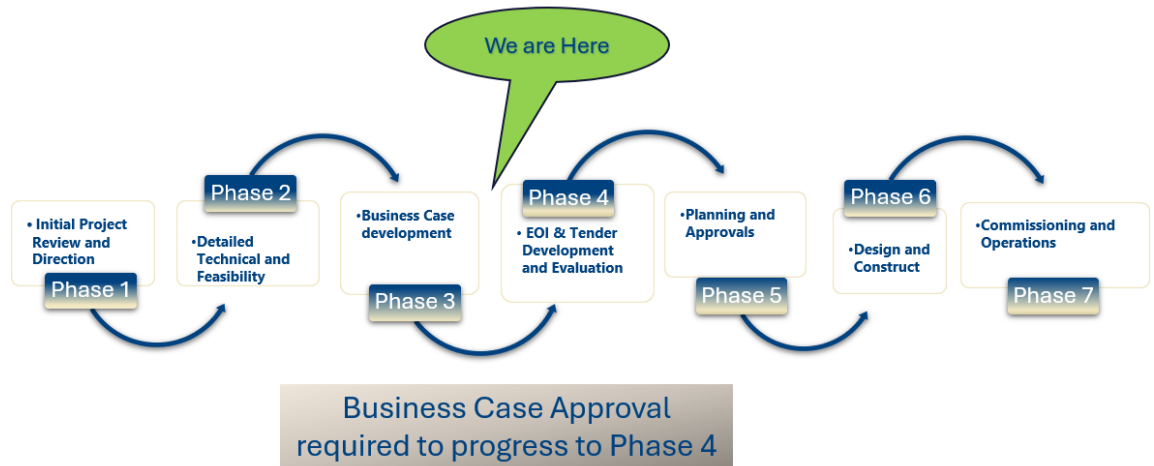 We are Here
Phase 1
• Initial Project
Review and
Direction
Phase 2
•Detailed
Technical and
Feasibility
•Business Case
development
Phase 3
Phase 4
• EOI & Tender
Development
and Evaluation
•Planning and
Approvals
Phase 5
Phase 6
•Design and
Construct
•Commissioning and
Operations
Phase 7
Business Case Approval
required to progress to Phase 4